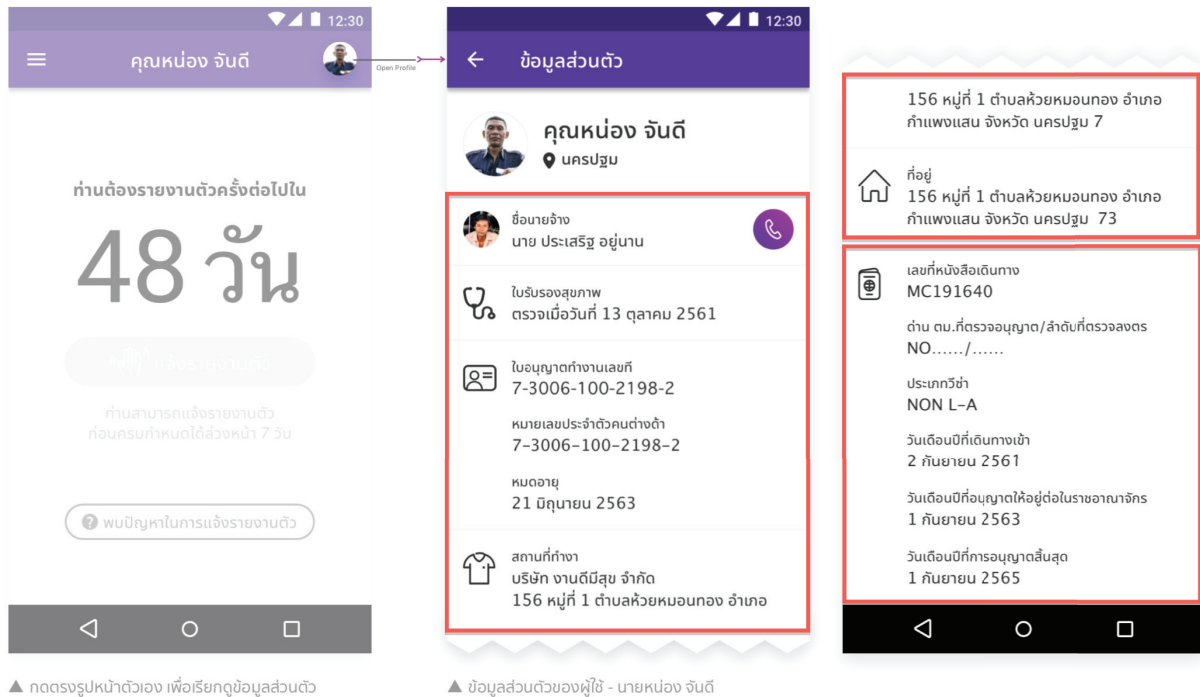 12:30
คุณหน่อง จันดี
Open Profile
ท่านต้องรายงานตัวครั้งต่อไปใน
48 วัน
แจ้งรายงานตัว
ท่านสามารถแจ้งรายงานตัว
ก่อนครบกำหนดได้ล่วงหน้า 7 วัน
? พบปัญหาในการแจ้งรายงานตัว
▲ กดตรงรูปหน้าตัวเอง เพื่อเรียกดูข้อมูลส่วนตัว
12:30
ข้อมูลส่วนตัว
คุณหน่อง จันดี
นครปฐม
ชื่อนายจ้าง
นาย ประเสริฐ อยู่นาน
ใบรับรองสุขภาพ
ตรวจเมื่อวันที่ 13 ตุลาคม 2561
ใบอนุญาตทำงานเลขที่
7-3006-100-2198-2
หมายเลขประจำตัวคนต่างด้า
7-3006-100-2198-2
หมดอายุ
21 มิถุนายน 2563
สถานที่ทำงา
บริษัท งานดีมีสุข จำกัด
156 หมู่ที่ 1 ตำบลห้วยหมอนทอง อำเภอ
▲ ข้อมูลส่วนตัวของผู้ใช้ - นายหน่อง จันดี
156 หมู่ที่ 1 ตำบลห้วยหมอนทอง อำเภอ
กำแพงแสน จังหวัด นครปฐม 7
ที่อยู่
156 หมู่ที่ 1 ตำบลห้วยหมอนทอง อำเภอ
กำแพงแสน จังหวัด นครปฐม 73
เลขที่หนังสือเดินทาง
MC191640
ด่าน ตม.ที่ตรวจอนุญาต/ลำดับที่ตรวจลงตร
NO....../......
ประเภทวีซ่า
NON L-A
วันเดือนปีที่เดินทางเข้า
2 กันยายน 2561
วันเดือนปีที่อนุญาตให้อยู่ต่อในราชอาณาจักร
1 กันยายน 2563
วันเดือนปีที่การอนุญาตสิ้นสุด
1 กันยายน 2565